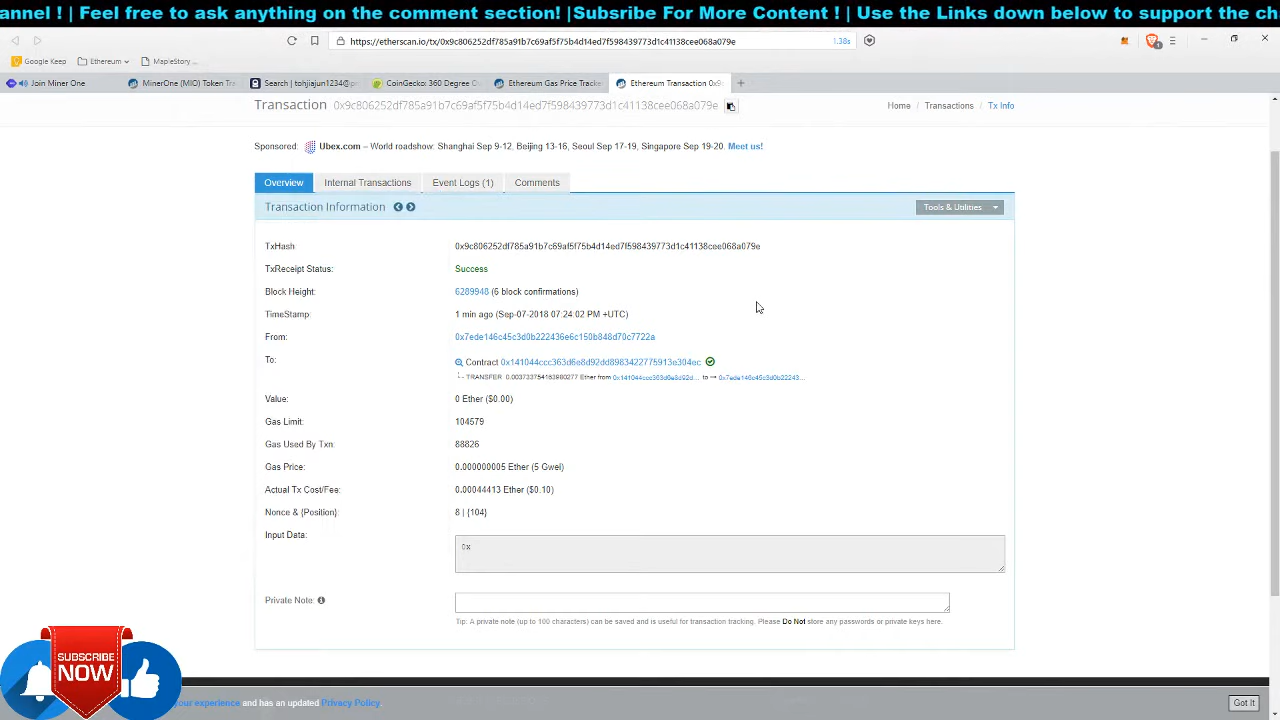 annel ! | Feel free to ask anything on the comment section! |Subsribe For More Content ! | Use the Links down below to support the ch
https://etherscan.io/tx/0x9c806252df785a91b7c69af5f75b4d14ed7f598439773d1c41138cee068a079e 1.38s
Google Keep Ethereum MapleStory ...
Join Miner One MinerOne (MIO) Token Tr Search | tohjiajun1234@ CoinGecko: 360 Degree O Ethereum Gas Price Tracke Ethereum Transaction 0x9 +
Transaction 0x9c806252df785a91b7c69af5f75b4d14ed7f598439773d1c41138cee068a079e Home / Transactions / Tx Info
Sponsored: Ubex.com – World roadshow: Shanghai Sep 9-12, Beijing 13-16, Seoul Sep 17-19, Singapore Sep 19-20. Meet us!
Overview Internal Transactions Event Logs (1) Comments
Transaction Information Tools & Utilities
TxHash: 0x9c806252df785a91b7c69af5f75b4d14ed7f598439773d1c41138cee068a079e
TxReceipt Status: Success
Block Height: 6289948 (6 block confirmations)
TimeStamp: 1 min ago (Sep-07-2018 07:24:02 PM +UTC)
From: 0x7ede146c45c3d0b222436e6c150b848d70c7722a
To: Contract 0x141044ccc363d6e8d92dd8983422775913e304ec
TRANSFER 0.003733754163980277 Ether from 0x141044ccc363d6e8d92d... to → 0x7ede146c45c3d0b22243...
Value: 0 Ether ($0.00)
Gas Limit: 104579
Gas Used By Txn: 88826
Gas Price: 0.000000005 Ether (5 Gwei)
Actual Tx Cost/Fee: 0.00044413 Ether ($0.10)
Nonce & {Position}: 8 | {104}
Input Data: 0x
Private Note:
Tip: A private note (up to 100 characters) can be saved and is useful for transaction tracking. Please Do Not store any passwords or private keys here.
SUBSCRIBE
NOW
your experience and has an updated Privacy Policy. Got It